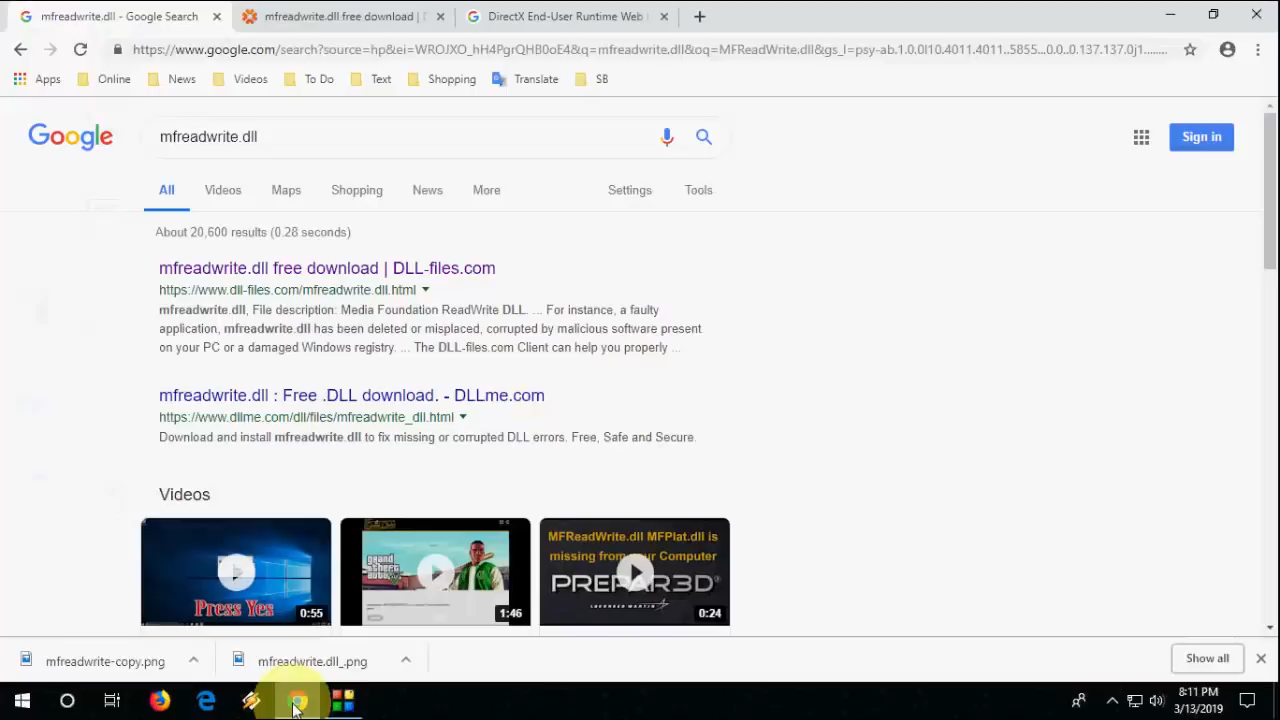 mfreadwrite.dll - Google Search
mfreadwrite.dll free download |
DirectX End-User Runtime Web
https://www.google.com/search?source=hp&ei=WROJXO_hH4PgrQHB0oE4&q=mfreadwrite.dll&oq=MFReadWrite.dll&gs_l=psy-ab.1.0.0l10.4011.4011..5855...0.0..0.137.137.0j1.......
Apps Online News Videos To Do Text Shopping Translate SB
Google
mfreadwrite.dll
Sign in
All Videos Maps Shopping News More Settings Tools
About 20,600 results (0.28 seconds)
mfreadwrite.dll free download | DLL-files.com
https://www.dll-files.com/mfreadwrite.dll.html
mfreadwrite.dll, File description: Media Foundation ReadWrite DLL. ... For instance, a faulty
application, mfreadwrite.dll has been deleted or misplaced, corrupted by malicious software present
on your PC or a damaged Windows registry. ... The DLL-files.com Client can help you properly ...
mfreadwrite.dll : Free .DLL download. - DLLme.com
https://www.dllme.com/dll/files/mfreadwrite_dll.html
Download and install mfreadwrite.dll to fix missing or corrupted DLL errors. Free, Safe and Secure.
Videos
Press Yes
0:55
grand
theft
auto
1:46
MFReadWrite.dll MFPlat.dll is
missing from your Computer
PREPAR3D
LOCKHEED MARTIN
0:24
mfreadwrite-copy.png
mfreadwrite.dll_.png
Show all
8:11 PM
3/13/2019